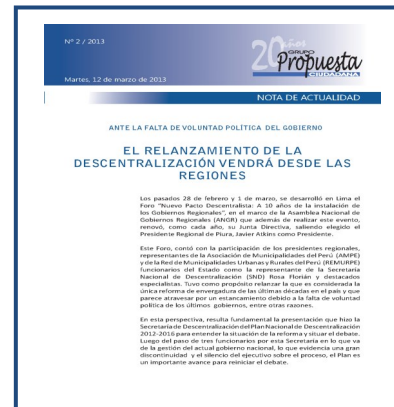 Nº 2 / 2013
20 años
GRUPO
Propuesta
CIUDADANA
Martes, 12 de marzo de 2013
NOTA DE ACTUALIDAD
ANTE LA FALTA DE VOLUNTAD POLÍTICA DEL GOBIERNO
EL RELANZAMIENTO DE LA
DESCENTRALIZACIÓN VENDRÁ DESDE LAS
REGIONES
Los pasados 28 de febrero y 1 de marzo, se desarrolló en Lima el
Foro "Nuevo Pacto Descentralista: A 10 años de la instalación de
los Gobiernos Regionales", en el marco de la Asamblea Nacional de
Gobiernos Regionales (ANGR) que además de realizar este evento,
renovó, como cada año, su Junta Directiva, saliendo elegido el
Presidente Regional de Piura, Javier Atkins como Presidente.
Este Foro, contó con la participación de los presidentes regionales,
representantes de la Asociación de Municipalidades del Perú (AMPE)
y de la Red de Municipalidades Urbanas y Rurales del Perú (REMURPE)
funcionarios del Estado como la representante de la Secretaria
Nacional de Descentralización (SND) Rosa Florián y destacados
especialistas. Tuvo como propósito relanzar la que es considerada la
única reforma de envergadura de las últimas décadas en el país y que
parece atravesar por un estancamiento debido a la falta de voluntad
política de los últimos gobiernos, entre otras razones.
En esta perspectiva, resulta fundamental la presentación que hizo la
Secretaría de Descentralización del Plan Nacional de Descentralización
2012-2016 para entender la situación de la reforma y situar el debate.
Luego del paso de tres funcionarios por esta Secretaría en lo que va
de la gestión del actual gobierno nacional, lo que evidencia una gran
discontinuidad y el silencio del ejecutivo sobre el proceso, el Plan es
un importante avance para reiniciar el debate.